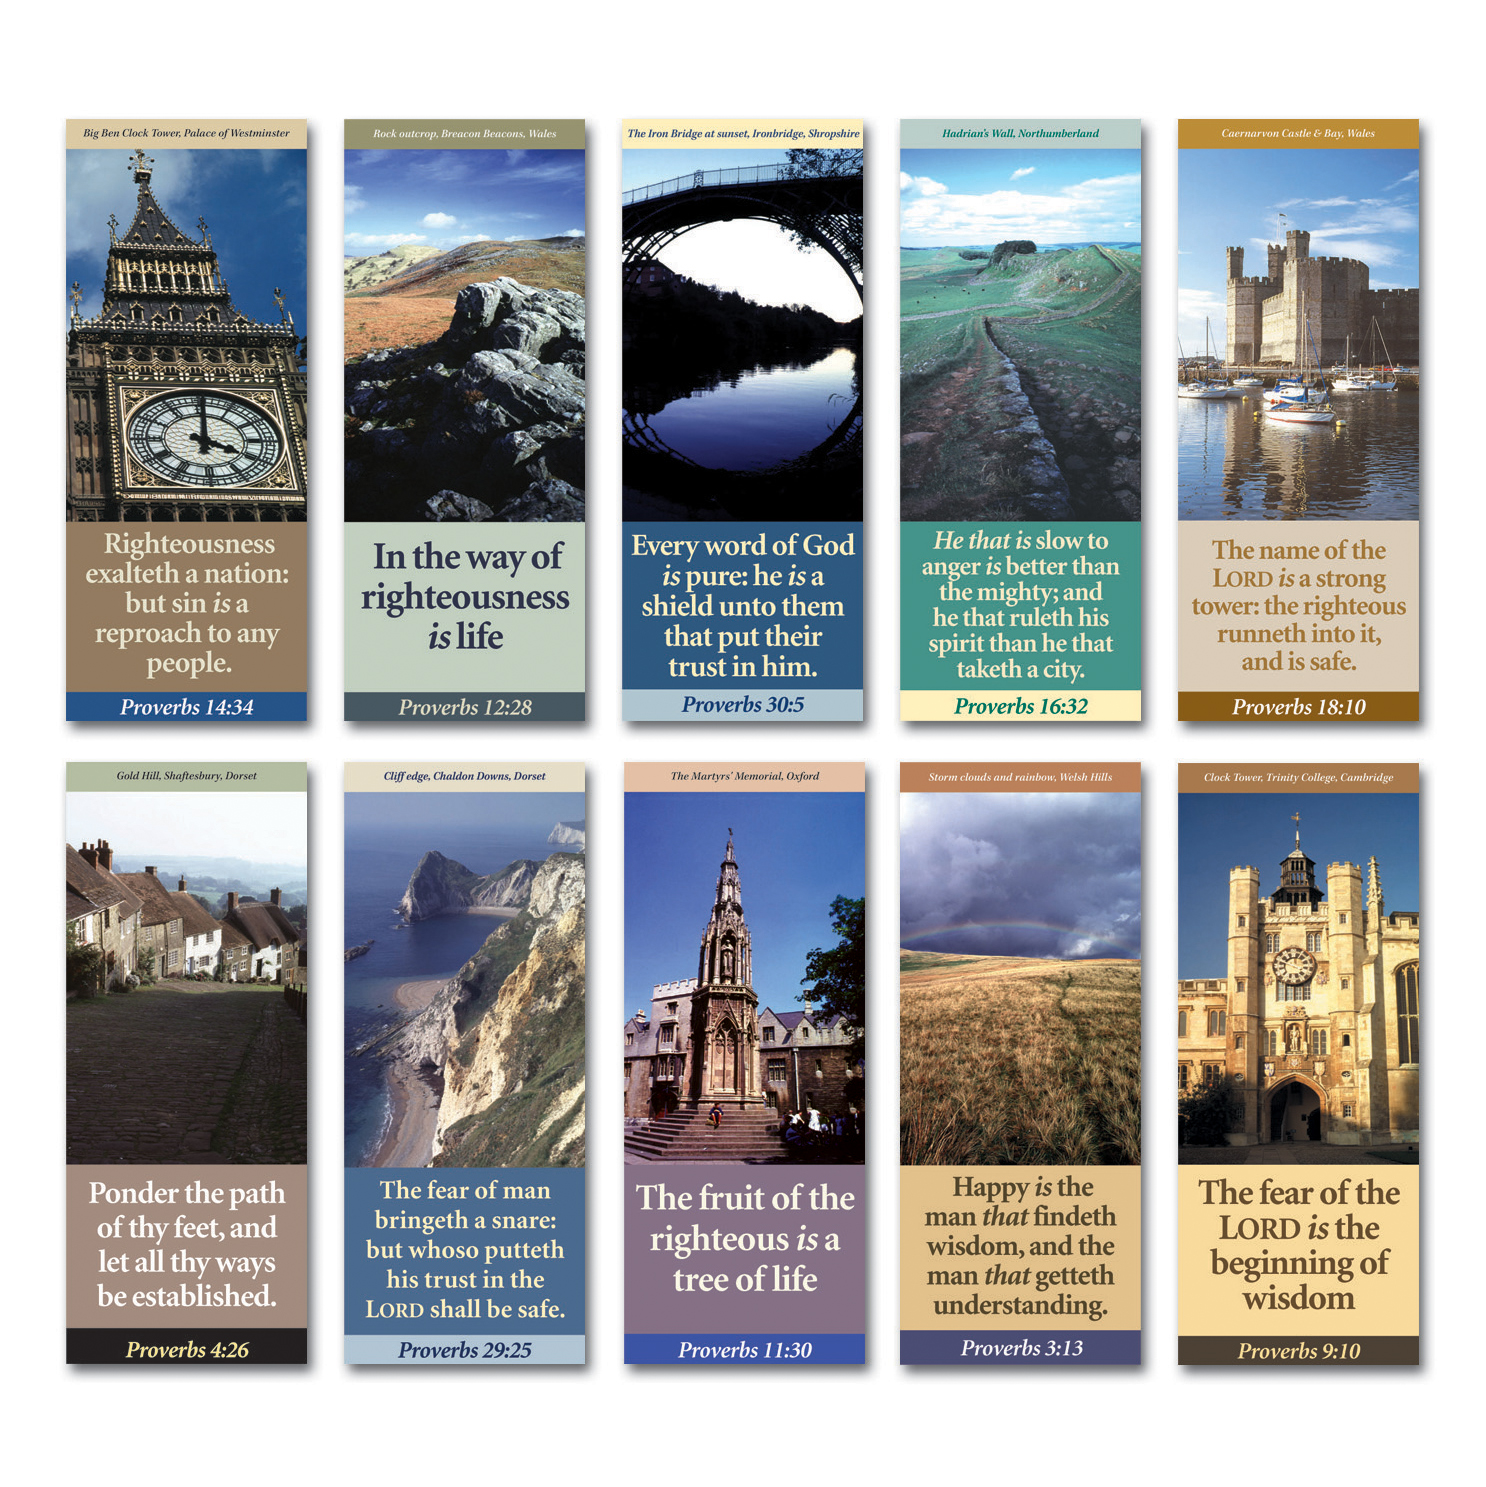 Big Ben Clock Tower, Palace of Westminster
Righteousness
exalteth a nation:
but sin is a
reproach to any
people.
Proverbs 14:34
Rock outcrop, Breacon Beacons, Wales
In the way of
righteousness
is life
Proverbs 12:28
The Iron Bridge at sunset, Ironbridge, Shropshire
Every word of God
is pure: he is a
shield unto them
that put their
trust in him.
Proverbs 30:5
Hadrian's Wall, Northumberland
He that is slow to
anger is better than
the mighty; and
he that ruleth his
spirit than he that
taketh a city.
Proverbs 16:32
Caernarvon Castle & Bay, Wales
The name of the
LORD is a strong
tower: the righteous
runneth into it,
and is safe.
Proverbs 18:10
Gold Hill, Shaftesbury, Dorset
Ponder the path
of thy feet, and
let all thy ways
be established.
Proverbs 4:26
Cliff edge, Chaldon Downs, Dorset
The fear of man
bringeth a snare:
but whoso putteth
his trust in the
LORD shall be safe.
Proverbs 29:25
The Martyrs' Memorial, Oxford
The fruit of the
righteous is a
tree of life
Proverbs 11:30
Storm clouds and rainbow, Welsh Hills
Happy is the
man that findeth
wisdom, and the
man that getteth
understanding.
Proverbs 3:13
Clock Tower, Trinity College, Cambridge
The fear of the
LORD is the
beginning of
wisdom
Proverbs 9:10